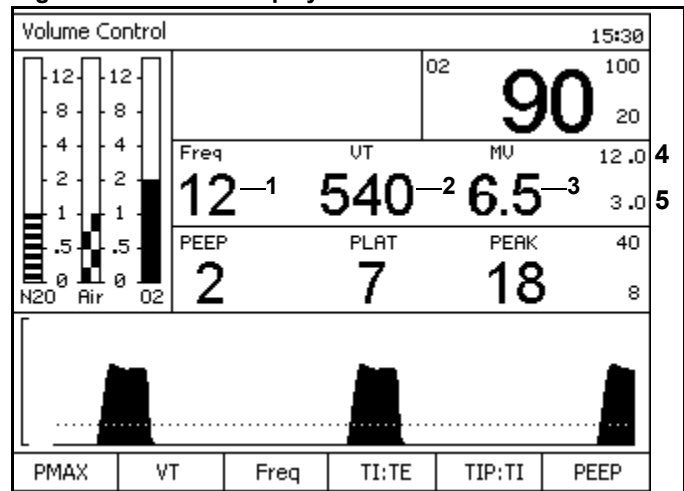 Volume Control 15:30
12 12
8 8
4 4
2 2
1 1
.5 .5
0 0
N2O Air O2
O2 90 100
20
Freq VT MV 12.0 4
12 1 540 2 6.5 3 3.0 5
PEEP PLAT PEAK 40
2 7 18 8
PMAX VT Freq TI:TE TIP:TI PEEP